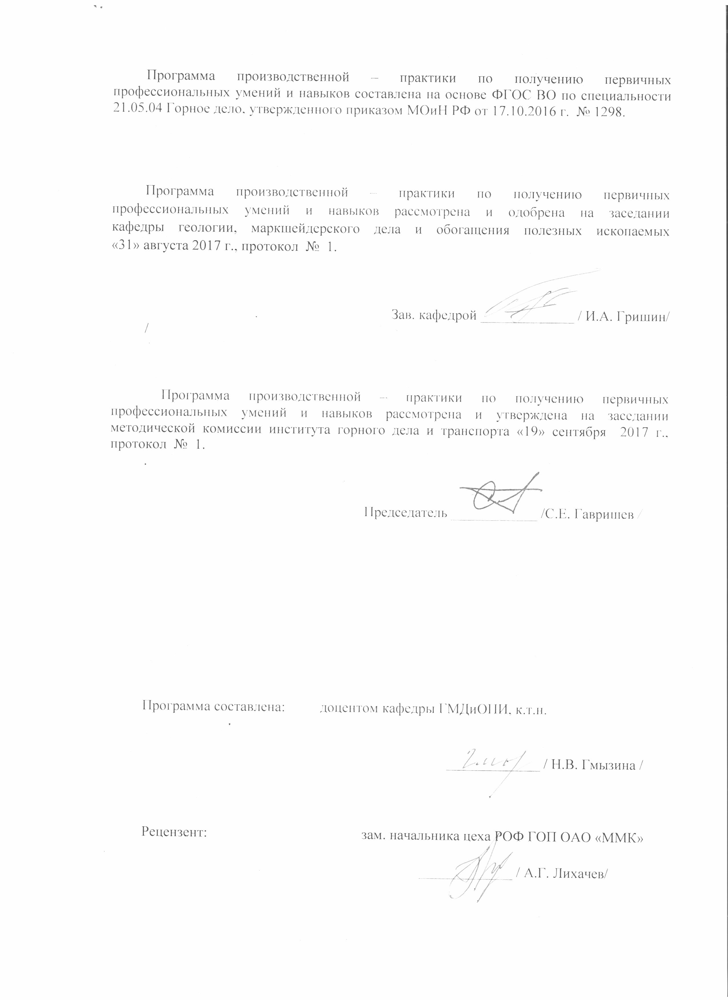 Программа производственной – практики по получению первичных
профессиональных умений и навыков составлена на основе ФГОС ВО по специальности
21.05.04 Горное дело, утвержденного приказом МОиН РФ от 17.10.2016 г. № 1298.
Программа производственной – практики по получению первичных
профессиональных умений и навыков рассмотрена и одобрена на заседании
кафедры геологии, маркшейдерского дела и обогащения полезных ископаемых
«31» августа 2017 г., протокол № 1.
Зав. кафедрой ______________ / И.А. Гришин/
/
Программа производственной – практики по получению первичных
профессиональных умений и навыков рассмотрена и утверждена на заседании
методической комиссии института горного дела и транспорта «19» сентября 2017 г.,
протокол № 1.
Председатель _____________ /С.Е. Гавришев /
Программа составлена: доцентом кафедры ГМДиОПИ, к.т.н.
______________ / Н.В. Гмызина /
Рецензент: зам. начальника цеха РОФ ГОП ОАО «ММК»
______________ / А.Г. Лихачев/